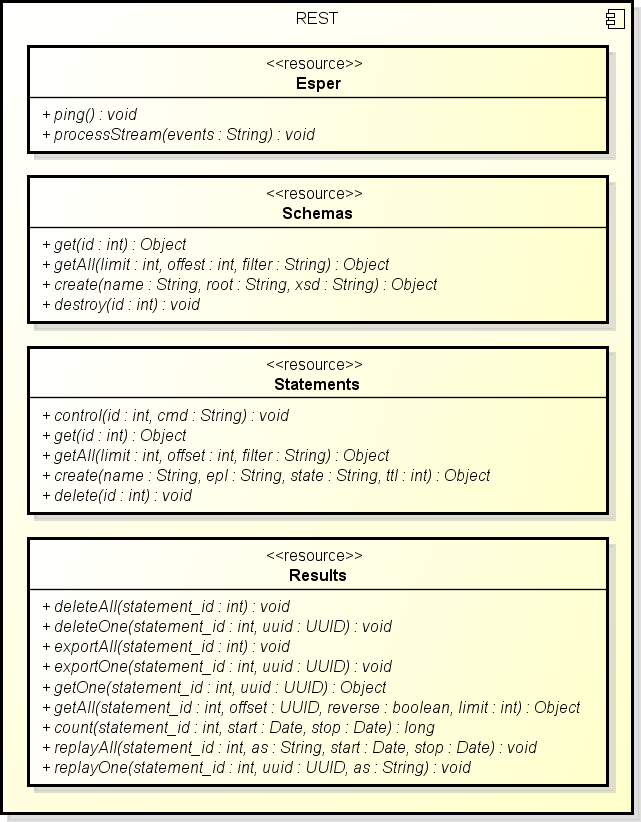 REST
<<resource>>
Esper
+ ping() : void
+ processStream(events : String) : void
<<resource>>
Schemas
+ get(id : int) : Object
+ getAll(limit : int, offest : int, filter : String) : Object
+ create(name : String, root : String, xsd : String) : Object
+ destroy(id : int) : void
<<resource>>
Statements
+ control(id : int, cmd : String) : void
+ get(id : int) : Object
+ getAll(limit : int, offset : int, filter : String) : Object
+ create(name : String, epl : String, state : String, ttl : int) : Object
+ delete(id : int) : void
<<resource>>
Results
+ deleteAll(statement_id : int) : void
+ deleteOne(statement_id : int, uuid : UUID) : void
+ exportAll(statement_id : int) : void
+ exportOne(statement_id : int, uuid : UUID) : void
+ getOne(statement_id : int, uuid : UUID) : Object
+ getAll(statement_id : int, offset : UUID, reverse : boolean, limit : int) : Object
+ count(statement_id : int, start : Date, stop : Date) : long
+ replayAll(statement_id : int, as : String, start : Date, stop : Date) : void
+ replayOne(statement_id : int, uuid : UUID, as : String) : void